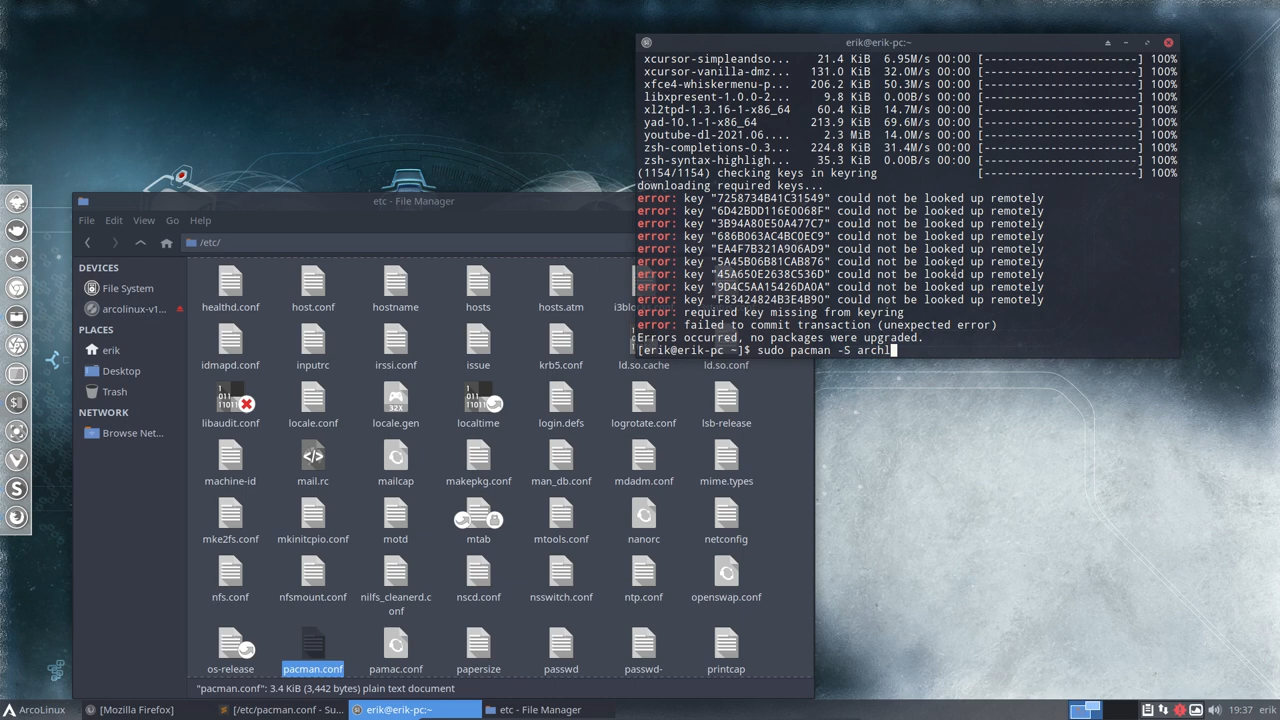 erik@erik-pc:~
xcursor-simpleandso... 21.4 KiB 6.95M/s 00:00 [-----------------------] 100%
xcursor-vanilla-dmz... 131.0 KiB 32.0M/s 00:00 [-----------------------] 100%
xfce4-whiskermenu-p... 206.2 KiB 50.3M/s 00:00 [-----------------------] 100%
libxpresent-1.0.0-2... 9.8 KiB 0.00B/s 00:00 [-----------------------] 100%
xl2tpd-1.3.16-1-x86_64 60.4 KiB 14.7M/s 00:00 [-----------------------] 100%
yad-10.1-1-x86_64 213.9 KiB 69.6M/s 00:00 [-----------------------] 100%
youtube-dl-2021.06.... 2.3 MiB 14.0M/s 00:00 [-----------------------] 100%
zsh-completions-0.3... 224.8 KiB 31.4M/s 00:00 [-----------------------] 100%
zsh-syntax-highligh... 35.3 KiB 0.00B/s 00:00 [-----------------------] 100%
(1154/1154) checking keys in keyring [-----------------------] 100%
downloading required keys...
error: key "7258734B41C31549" could not be looked up remotely
error: key "6D42BDD116E0068F" could not be looked up remotely
error: key "3B94A80E50A477C7" could not be looked up remotely
error: key "686D063AC4BC0EC9" could not be looked up remotely
error: key "EA4F7B321A906AD9" could not be looked up remotely
error: key "5A45B06B81CAB876" could not be looked up remotely
error: key "45A650E2638C536D" could not be looked up remotely
error: key "9D4C5AA15426DA0A" could not be looked up remotely
error: key "F83424824B3E4B90" could not be looked up remotely
error: required key missing from keyring
error: failed to commit transaction (unexpected error)
Errors occurred, no packages were upgraded.
[erik@erik-pc ~]$ sudo pacman -S archl
etc - File Manager
File Edit View Go Help
/etc/
DEVICES
File System
arcolinux-v1...
PLACES
erik
Desktop
Trash
NETWORK
Browse Net...
healthd.conf host.conf hostname hosts hosts.atm
idmapd.conf inputrc irssi.conf issue krb5.conf ld.so.cache ld.so.conf
libaudit.conf locale.conf locale.gen localtime login.defs logrotate.conf lsb-release
machine-id mail.rc mailcap makepkg.conf man_db.conf mdadm.conf mime.types
mke2fs.conf mkinitcpio.conf motd mtab mtools.conf nanorc netconfig
nfs.conf nfsmount.conf nilfs_cleanerd.c nscd.conf nsswitch.conf ntp.conf openswap.conf
onf
os-release pacman.conf pamac.conf papersize passwd passwd- printcap
"pacman.conf": 3.4 KiB (3,442 bytes) plain text document
ArcoLinux [Mozilla Firefox] [/etc/pacman.conf - Su... erik@erik-pc:~ etc - File Manager 19:37 erik